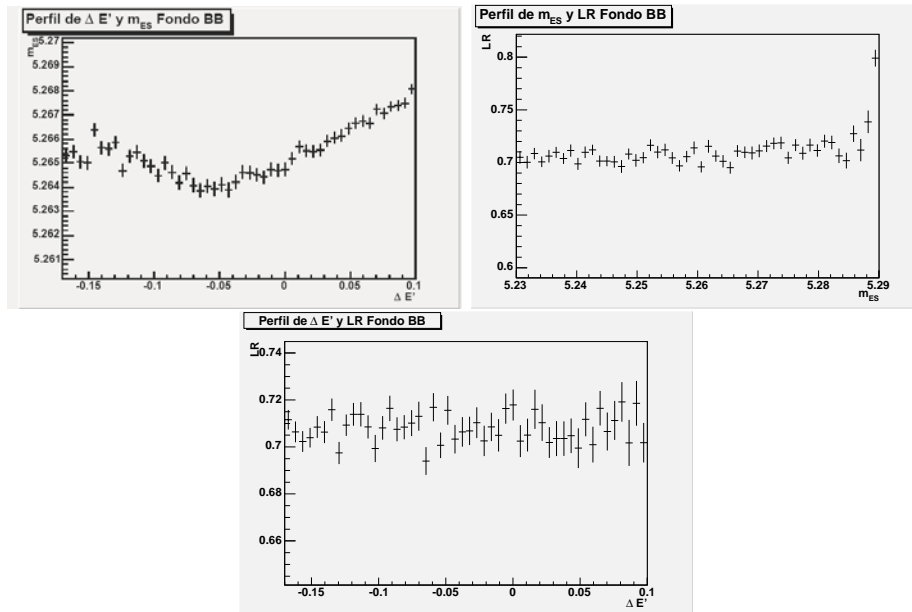 Perfil de Δ E' y m_ES Fondo BB
m_ES
5.27
5.269
5.268
5.267
5.266
5.265
5.264
5.263
5.262
5.261
-0.15 -0.1 -0.05 0 0.05 0.1
Δ E'
Perfil de m_ES y LR Fondo BB
LR
0.8
0.75
0.7
0.65
0.6
5.23 5.24 5.25 5.26 5.27 5.28 5.29
m_ES
Perfil de Δ E' y LR Fondo BB
LR
0.74
0.72
0.7
0.68
0.66
-0.15 -0.1 -0.05 0 0.05 0.1
Δ E'